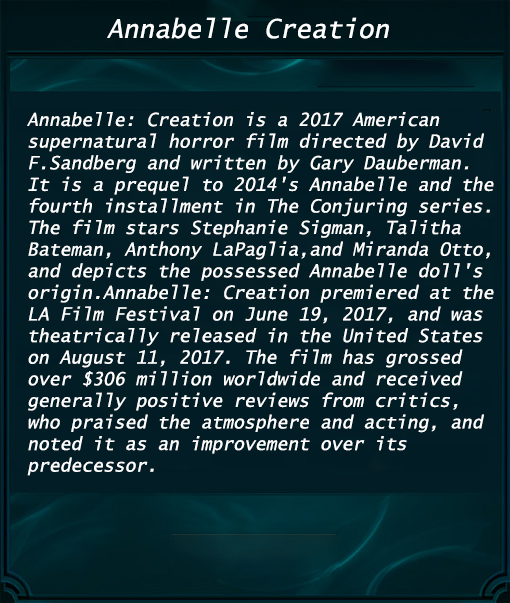 Annabelle Creation
Annabelle: Creation is a 2017 American
supernatural horror film directed by David
F.Sandberg and written by Gary Dauberman.
It is a prequel to 2014's Annabelle and the
fourth installment in The Conjuring series.
The film stars Stephanie Sigman, Talitha
Bateman, Anthony LaPaglia,and Miranda Otto,
and depicts the possessed Annabelle doll's
origin.Annabelle: Creation premiered at the
LA Film Festival on June 19, 2017, and was
theatrically released in the United States
on August 11, 2017. The film has grossed
over $306 million worldwide and received
generally positive reviews from critics,
who praised the atmosphere and acting, and
noted it as an improvement over its
predecessor.